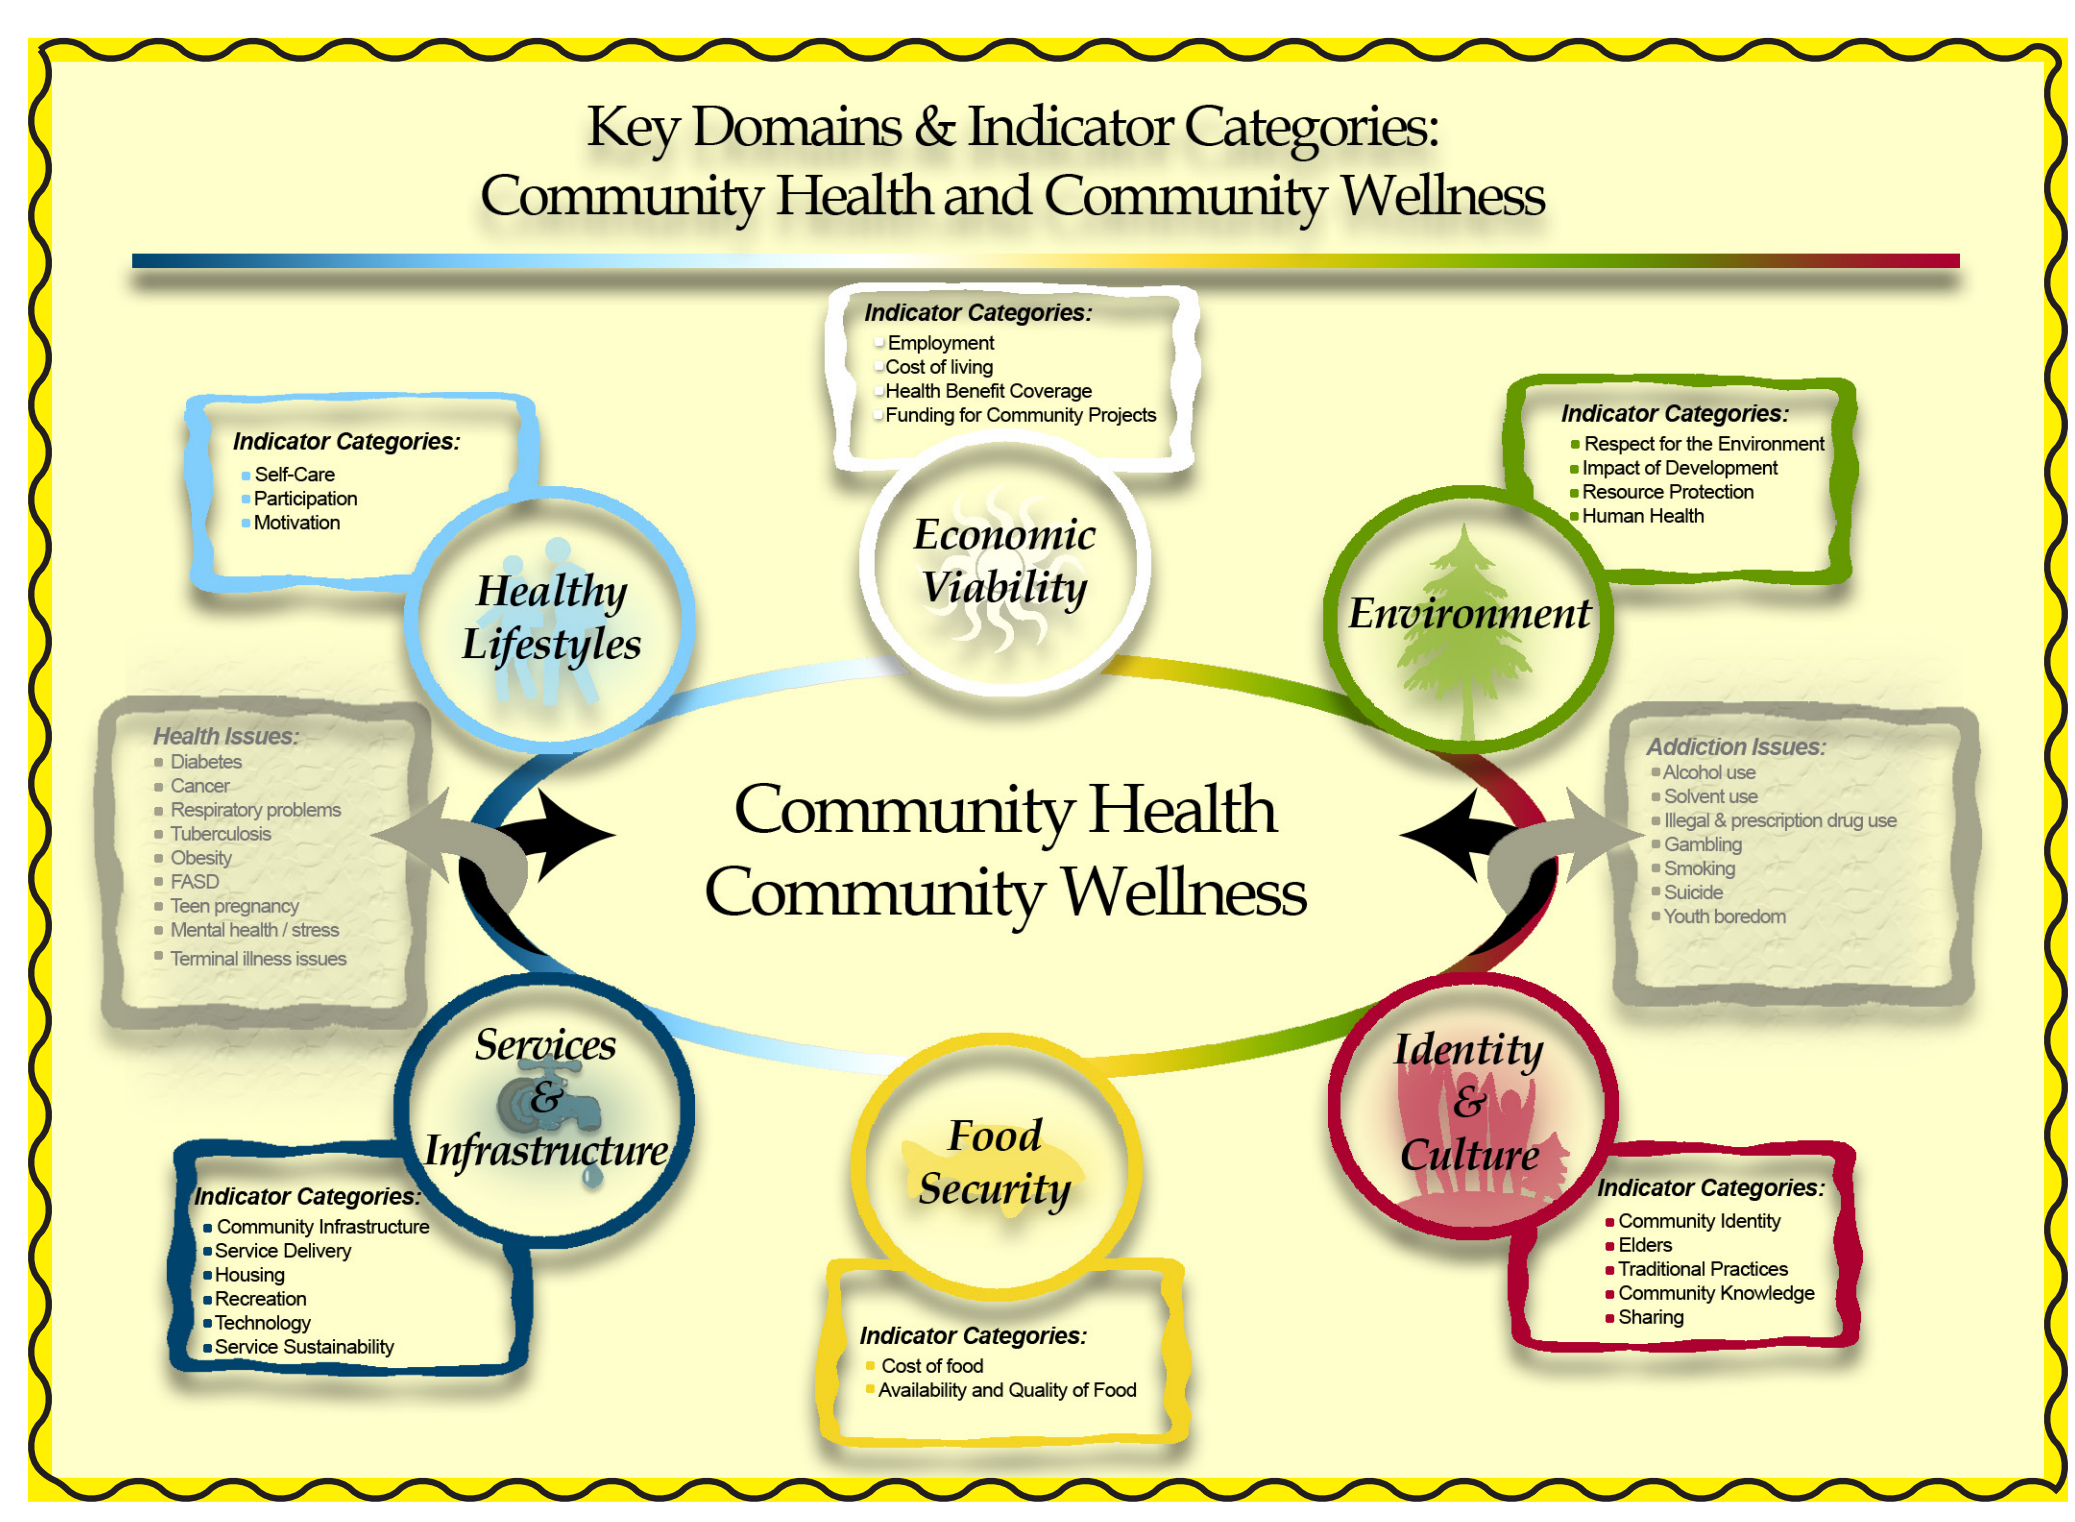 Key Domains & Indicator Categories:
Community Health and Community Wellness
Indicator Categories:
Employment
Cost of living
Health Benefit Coverage
Funding for Community Projects
Economic
Viability
Indicator Categories:
Self-Care
Participation
Motivation
Healthy
Lifestyles
Indicator Categories:
Respect for the Environment
Impact of Development
Resource Protection
Human Health
Environment
Health Issues:
Diabetes
Cancer
Respiratory problems
Tuberculosis
Obesity
FASD
Teen pregnancy
Mental health / stress
Terminal illness issues
Community Health
Community Wellness
Addiction Issues:
Alcohol use
Solvent use
Illegal & prescription drug use
Gambling
Smoking
Suicide
Youth boredom
Services
&
Infrastructure
Indicator Categories:
Community Infrastructure
Service Delivery
Housing
Recreation
Technology
Service Sustainability
Food
Security
Indicator Categories:
Cost of food
Availability and Quality of Food
Identity
&
Culture
Indicator Categories:
Community Identity
Elders
Traditional Practices
Community Knowledge
Sharing